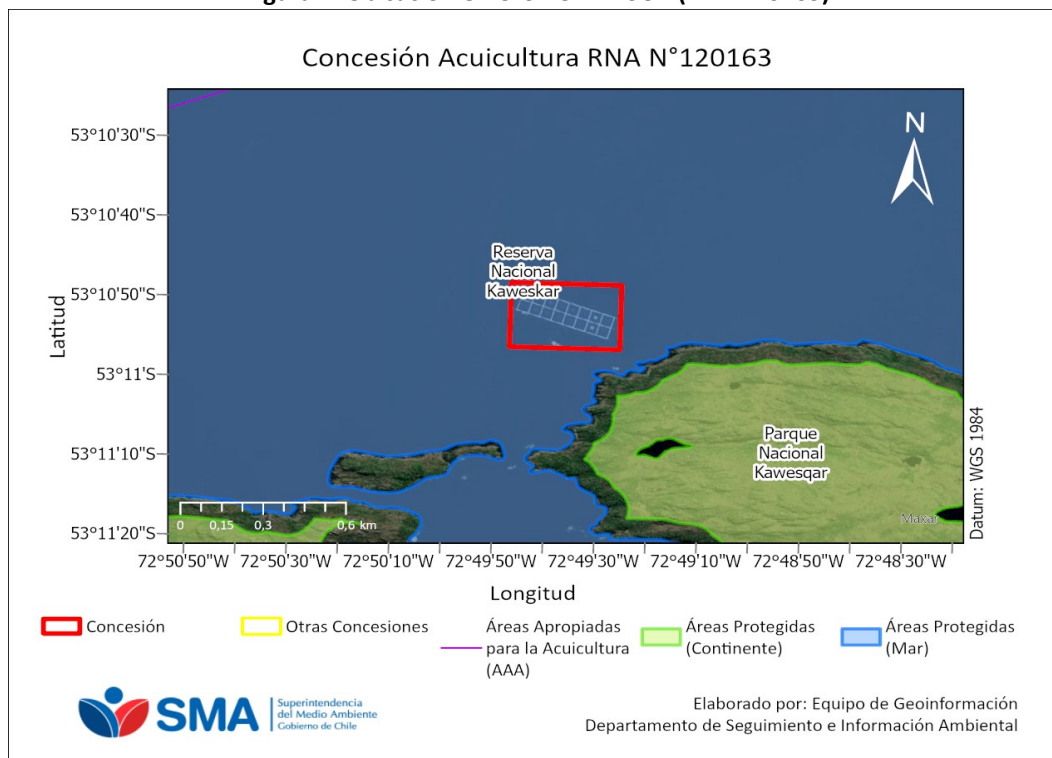 Concesión Acuicultura RNA N°120163
N
53°10'30"S
53°10'40"S
53°10'50"S
53°11'S
53°11'10"S
53°11'20"S
Latitud
Reserva
Nacional
Kaweskar
Parque
Nacional
Kawesqar
Maxar
Datum: WGS 1984
0 0,15 0,3 0,6 km
72°50'50"W 72°50'30"W 72°50'10"W 72°49'50"W 72°49'30"W 72°49'10"W 72°48'50"W 72°48'30"W
Longitud
Concesión
Otras Concesiones
Áreas Apropiadas
para la Acuicultura
(AAA)
Áreas Protegidas
(Continente)
Áreas Protegidas
(Mar)
SMA
Superintendencia
del Medio Ambiente
Gobierno de Chile
Elaborado por: Equipo de Geoinformación
Departamento de Seguimiento e Información Ambiental